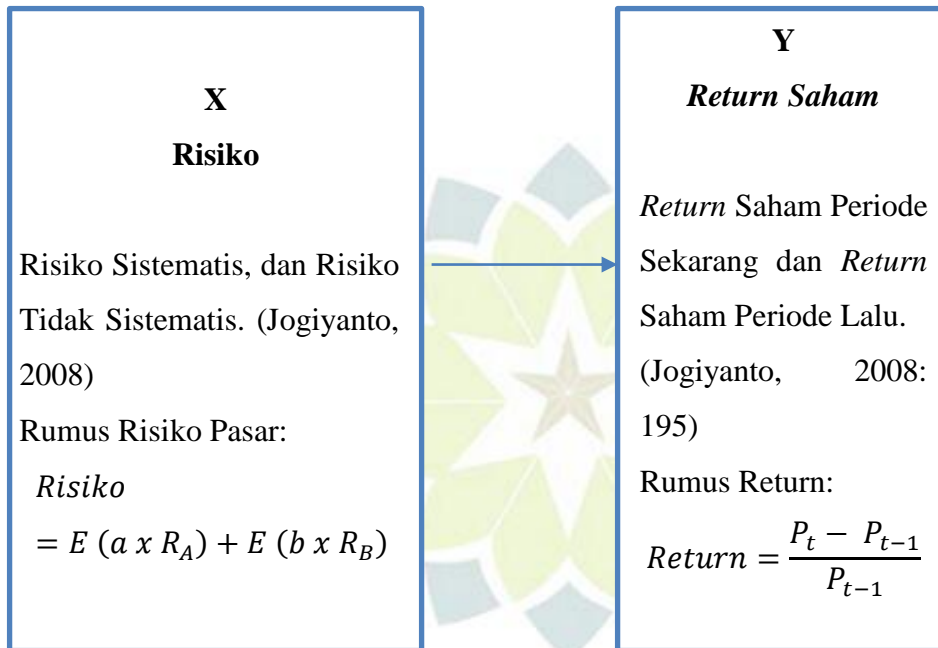 X
Risiko
Risiko Sistematis, dan Risiko
Tidak Sistematis. (Jogiyanto,
2008)
Rumus Risiko Pasar:
Risiko
= E (a x R_A) + E (b x R_B)
Y
Return Saham
Return Saham Periode
Sekarang dan Return
Saham Periode Lalu.
(Jogiyanto, 2008:
195)
Rumus Return:
Return = \frac{P_t - P_{t-1}}{P_{t-1}}